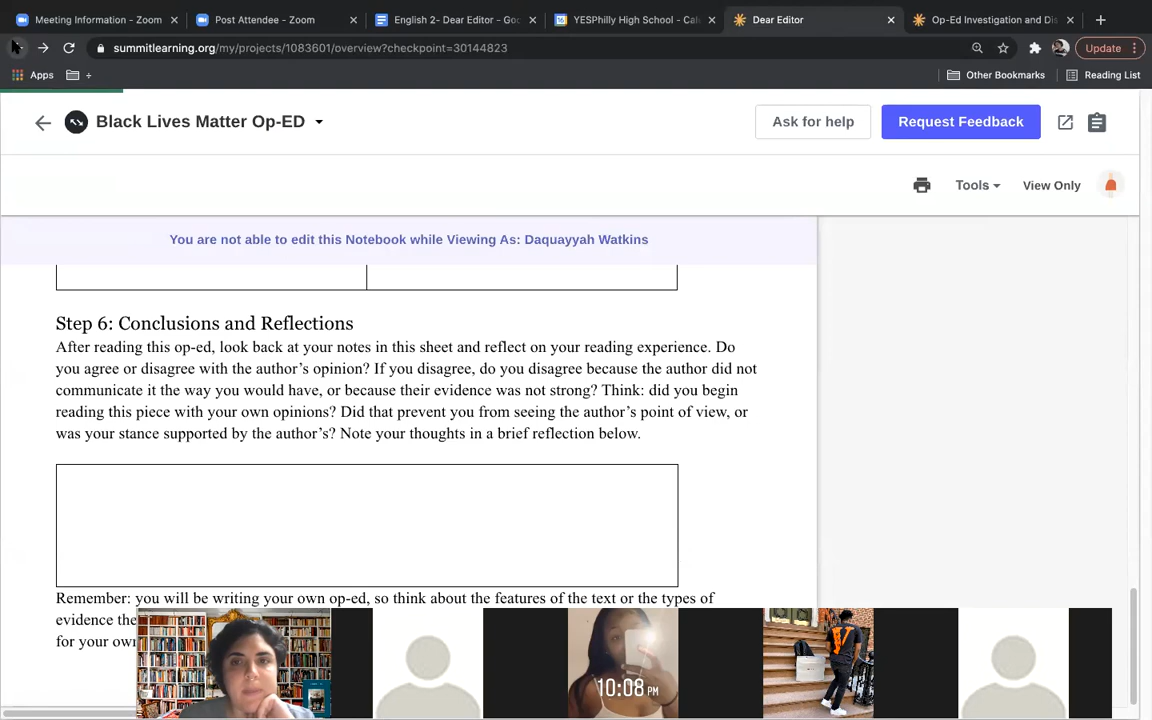 Meeting Information - Zoom
Post Attendee - Zoom
English 2- Dear Editor - Goo
YESPhilly High School - Cal
Dear Editor
Op-Ed Investigation and Dis
summitlearning.org/my/projects/1083601/overview?checkpoint=30144823
Update
Apps
Other Bookmarks
Reading List
Black Lives Matter Op-ED
Ask for help
Request Feedback
Tools
View Only
You are not able to edit this Notebook while Viewing As: Daquayyah Watkins
Step 6: Conclusions and Reflections
After reading this op-ed, look back at your notes in this sheet and reflect on your reading experience. Do
you agree or disagree with the author's opinion? If you disagree, do you disagree because the author did not
communicate it the way you would have, or because their evidence was not strong? Think: did you begin
reading this piece with your own opinions? Did that prevent you from seeing the author's point of view, or
was your stance supported by the author's? Note your thoughts in a brief reflection below.
Remember: you will be writing your own op-ed, so think about the features of the text or the types of
evidence the
for your own
10:08 PM